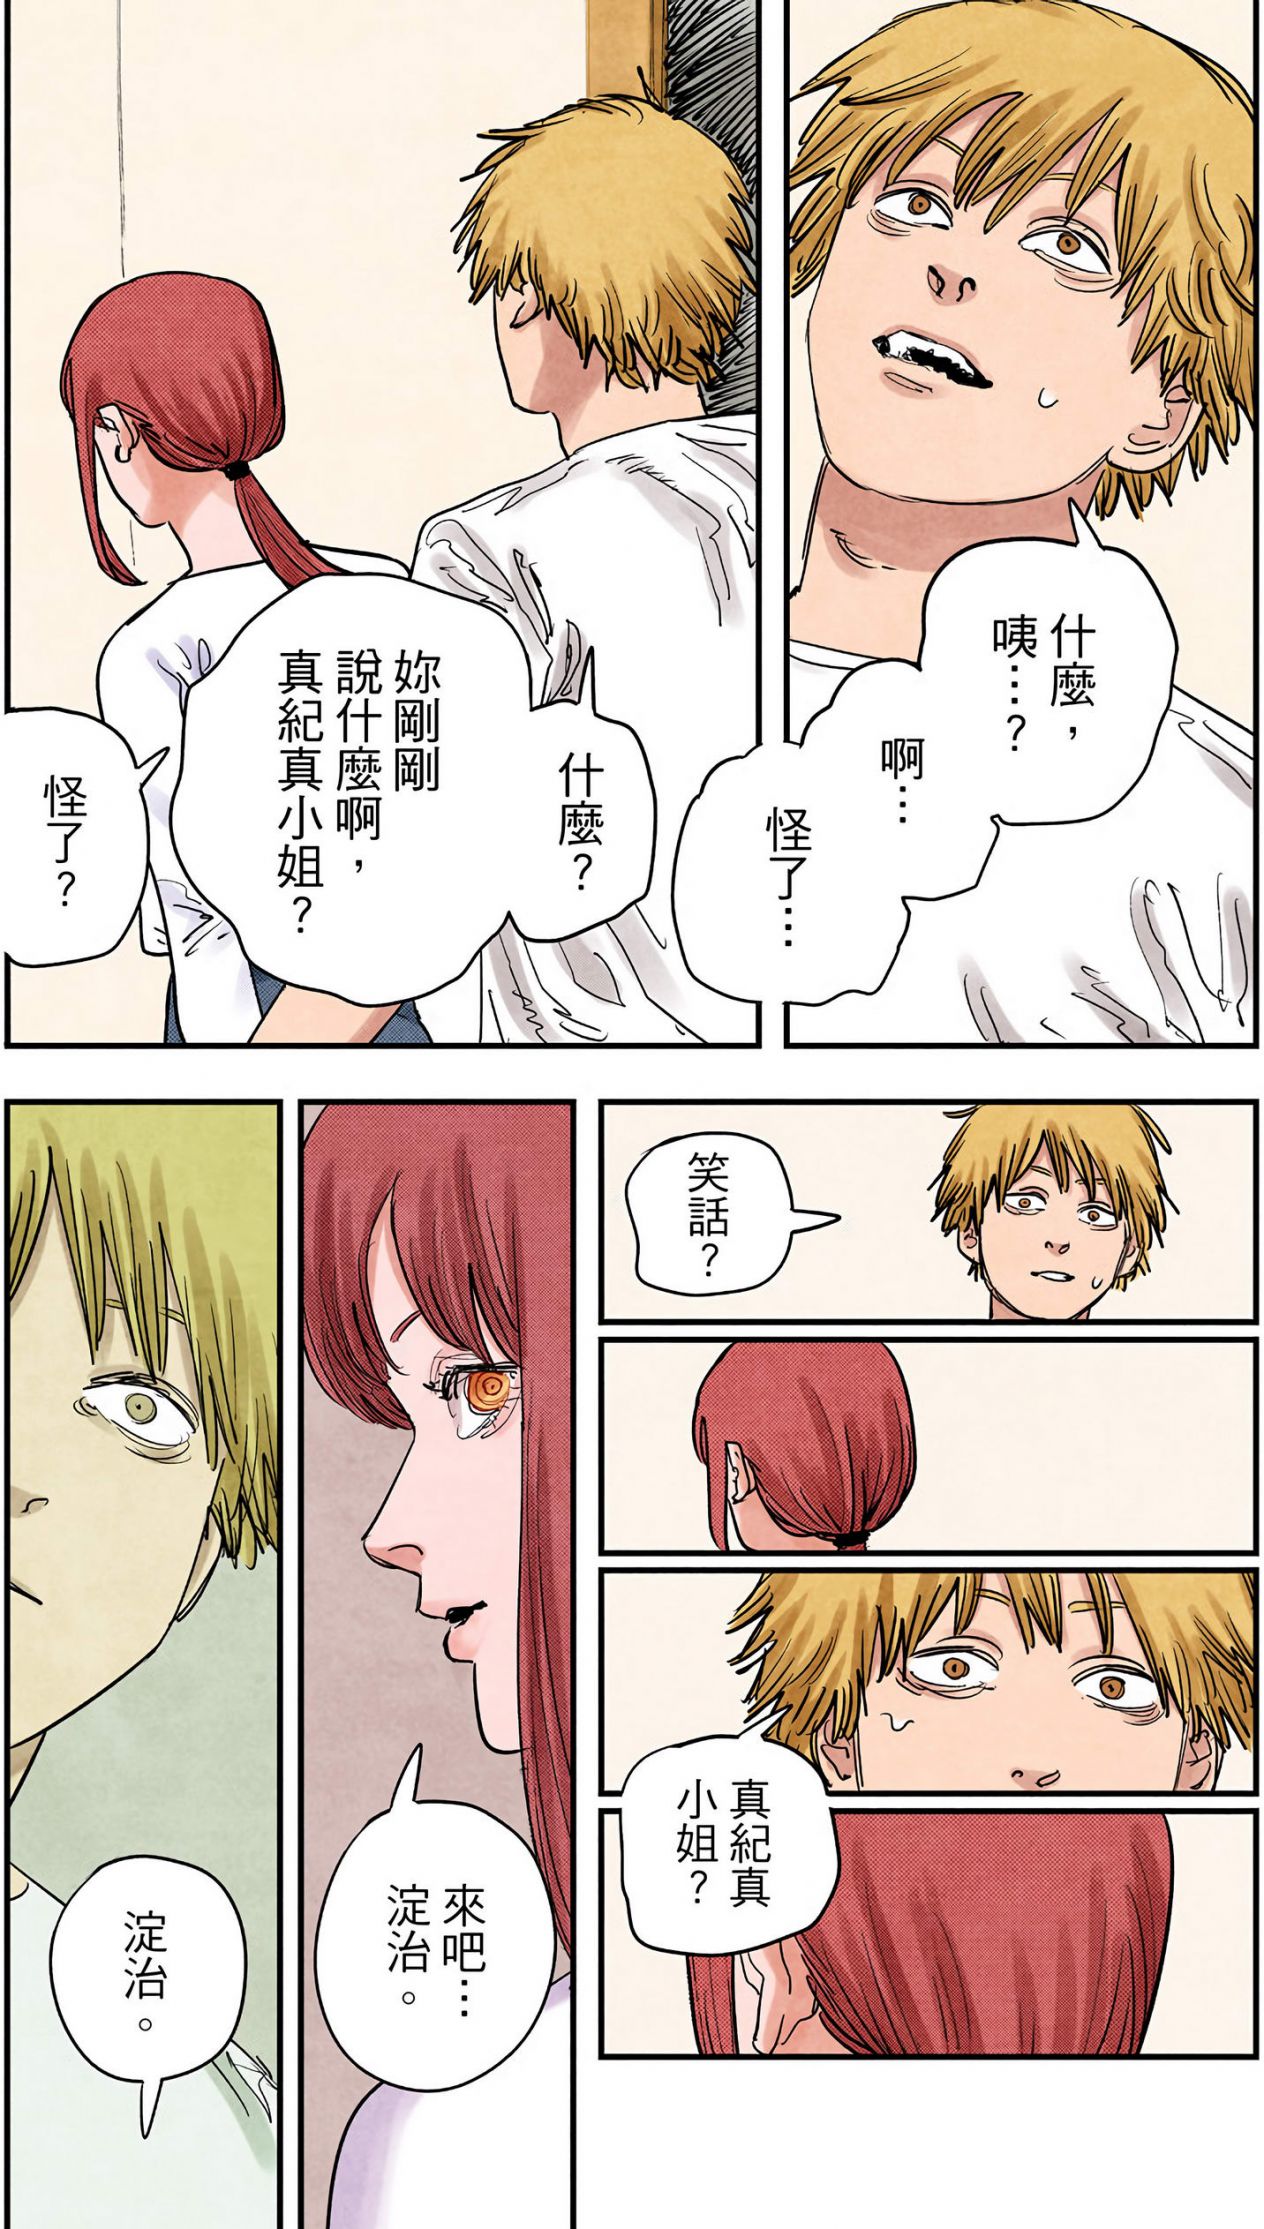 什麼，
咦…？
啊…
怪了…
什麼？
妳剛剛
說什麼啊，
真紀真小姐？
怪了？
笑話？
真紀真
小姐？
來吧…
淀治。
淀治。